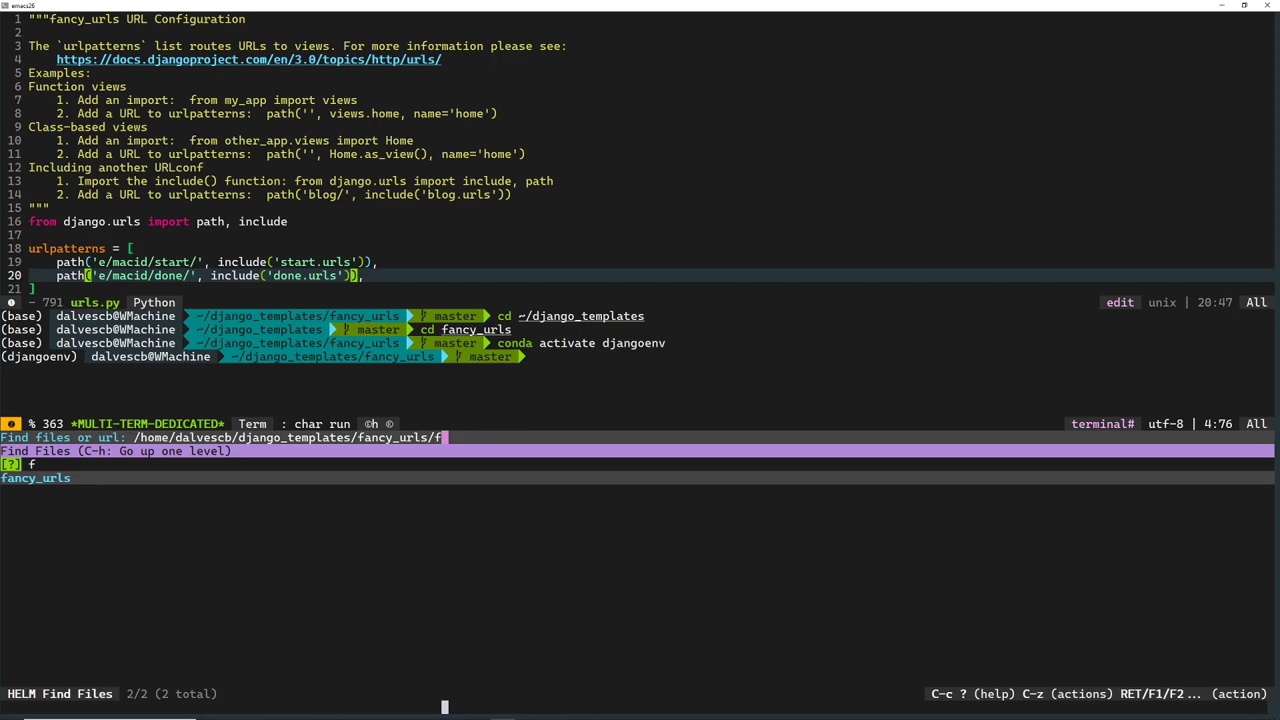 emacs26
1 """fancy_urls URL Configuration
2
3 The `urlpatterns` list routes URLs to views. For more information please see:
4     https://docs.djangoproject.com/en/3.0/topics/http/urls/
5 Examples:
6 Function views
7     1. Add an import:  from my_app import views
8     2. Add a URL to urlpatterns:  path('', views.home, name='home')
9 Class-based views
10     1. Add an import:  from other_app.views import Home
11     2. Add a URL to urlpatterns:  path('', Home.as_view(), name='home')
12 Including another URLconf
13     1. Import the include() function: from django.urls import include, path
14     2. Add a URL to urlpatterns:  path('blog/', include('blog.urls'))
15 """
16 from django.urls import path, include
17
18 urlpatterns = [
19     path('e/macid/start/', include('start.urls')),
20     path('e/macid/done/', include('done.urls')),
21 ]
❶ - 791 urls.py Python edit unix | 20:47 All
(base) dalvescb@WMachine ~/django_templates/fancy_urls master cd ~/django_templates
(base) dalvescb@WMachine ~/django_templates master cd fancy_urls
(base) dalvescb@WMachine ~/django_templates/fancy_urls master conda activate djangoenv
(djangoenv) dalvescb@WMachine ~/django_templates/fancy_urls master
❷ % 363 *MULTI-TERM-DEDICATED* Term : char run ©h © terminal# utf-8 | 4:76 All
Find files or url: /home/dalvescb/django_templates/fancy_urls/f
Find Files (C-h: Go up one level)
[?] f
fancy_urls
HELM Find Files 2/2 (2 total) C-c ? (help) C-z (actions) RET/F1/F2... (action)